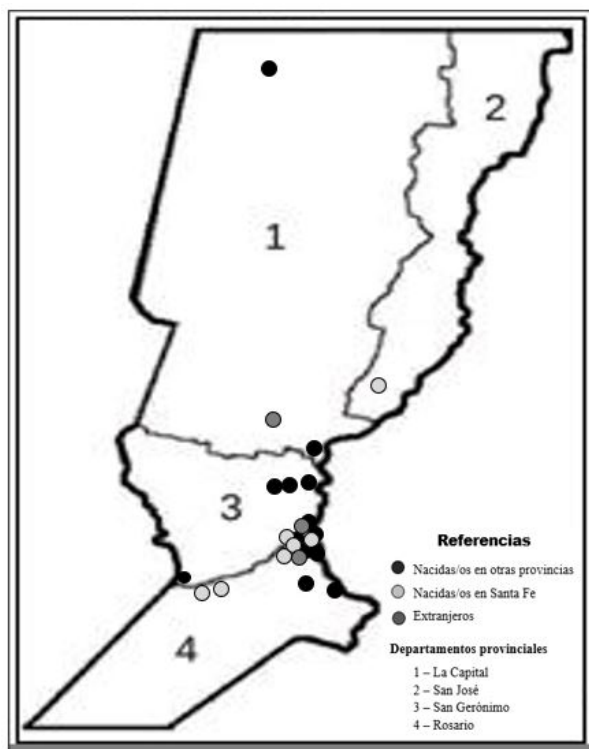 2
1
3
4
Referencias
Nacidas/os en otras provincias
Nacidas/os en Santa Fe
Extranjeros
Departamentos provinciales
1 – La Capital
2 – San José
3 – San Gerónimo
4 – Rosario